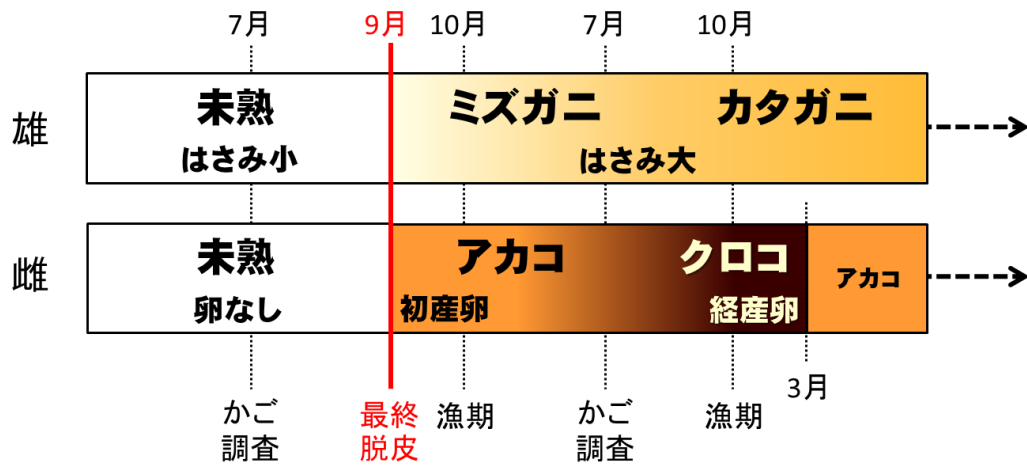 7月 9月 10月 7月 10月
雄
未熟 ミズガニ カタガニ
はさみ小 はさみ大
雌
未熟 アカコ クロコ アカコ
卵なし 初産卵 経産卵
3月
かご 最終 漁期 かご 漁期
調査 脱皮 調査